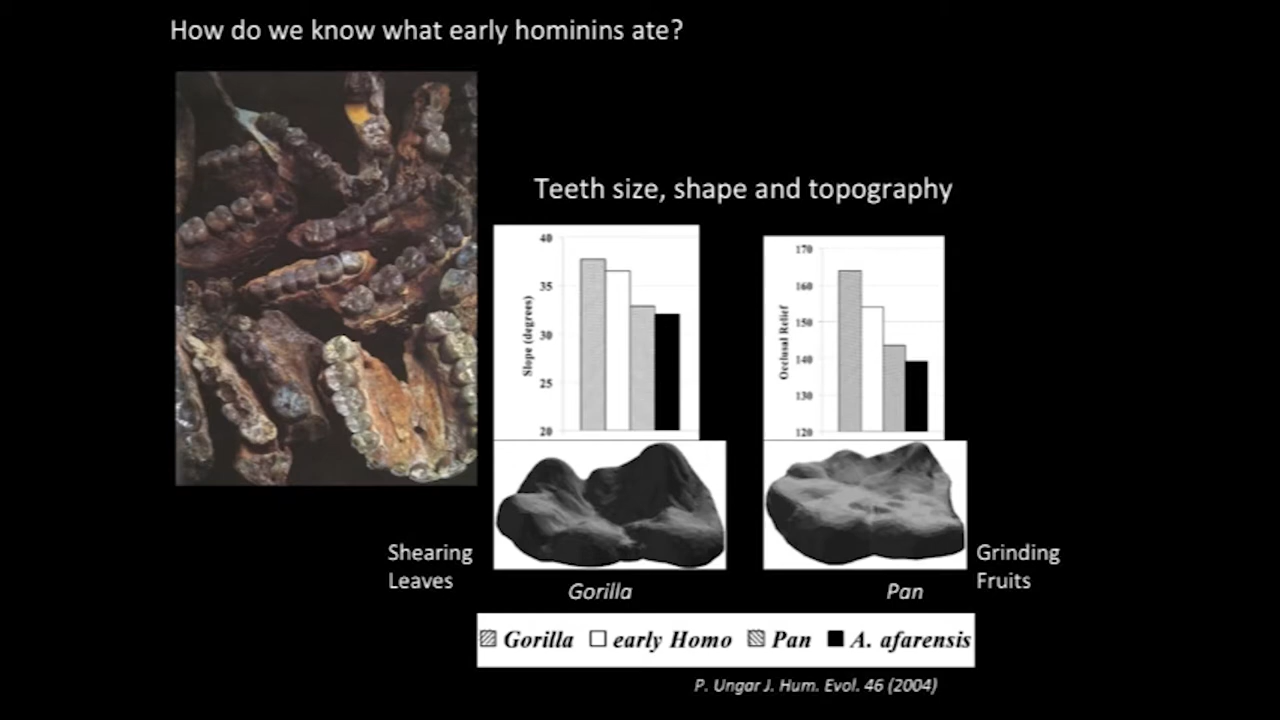 How do we know what early hominins ate?
Teeth size, shape and topography
40
35
30
25
20
Slope (degrees)
170
160
150
140
130
120
Occlusal Relief
Shearing
Leaves
Gorilla
Pan
Grinding
Fruits
Gorilla early Homo Pan A. afarensis
P. Ungar J. Hum. Evol. 46 (2004)